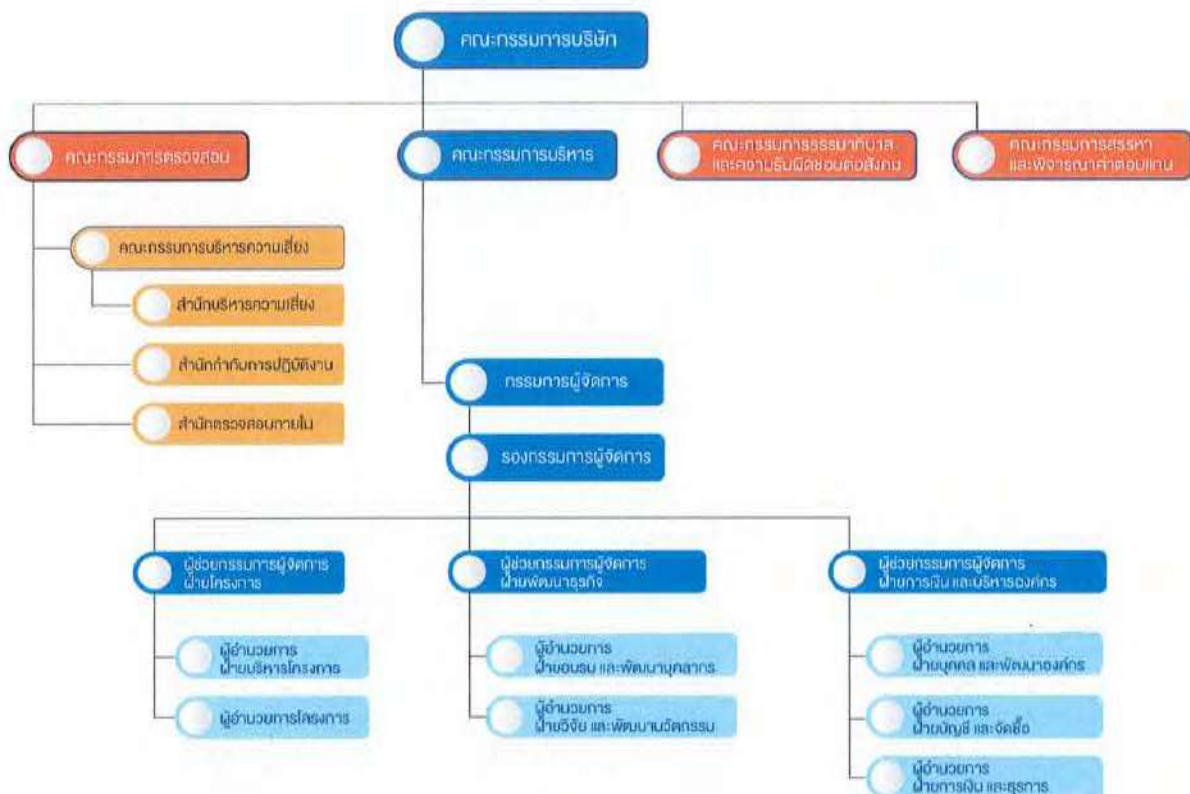 คณะกรรมการบริษัท
คณะกรรมการตรวจสอบ
คณะกรรมการบริหาร
คณะกรรมการธรรมาภิบาล
และความรับผิดชอบต่อสังคม
คณะกรรมการสรรหา
และพิจารณาค่าตอบแทน
คณะกรรมการบริหารความเสี่ยง
สำนักบริหารความเสี่ยง
สำนักกำกับการปฏิบัติงาน
สำนักตรวจสอบภายใน
กรรมการผู้จัดการ
รองกรรมการผู้จัดการ
ผู้ช่วยกรรมการผู้จัดการ
ฝ่ายโครงการ
ผู้อำนวยการ
ฝ่ายบริหารโครงการ
ผู้อำนวยการโครงการ
ผู้ช่วยกรรมการผู้จัดการ
ฝ่ายพัฒนาธุรกิจ
ผู้อำนวยการ
ฝ่ายอบรม และพัฒนาบุคลากร
ผู้อำนวยการ
ฝ่ายวิจัย และพัฒนานวัตกรรม
ผู้ช่วยกรรมการผู้จัดการ
ฝ่ายการเงิน และบริหารองค์กร
ผู้อำนวยการ
ฝ่ายบุคคล และพัฒนาองค์กร
ผู้อำนวยการ
ฝ่ายบัญชี และจัดซื้อ
ผู้อำนวยการ
ฝ่ายการเงิน และธุรการ